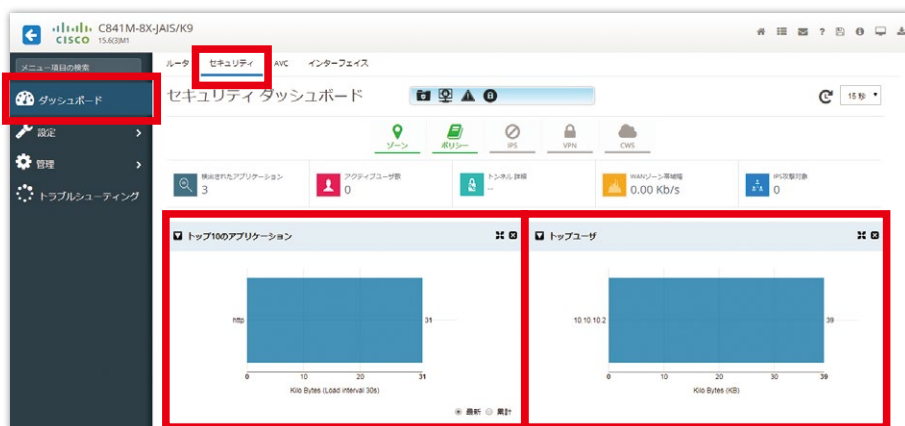 C841M-8X-JAIS/K9
CISCO 15.6(3)M1
メニュー項目の検索
ルータ セキュリティ AVC インターフェイス
ダッシュボード
セキュリティ ダッシュボード
15 秒
設定
管理
トラブルシューティング
ゾーン ポリシー IPS VPN CWS
検出されたアプリケーション
3
アクティブユーザ数
0
トンネル 詳細
--
WANゾーン帯域幅
0.00 Kb/s
IPS攻撃対象
0
トップ10のアプリケーション
http
31
0 10 20 31
Kilo Bytes (Load interval 30s)
最新 累計
トップユーザ
10.10.10.2
39
0 10 20 30 39
Kilo Bytes (KB)